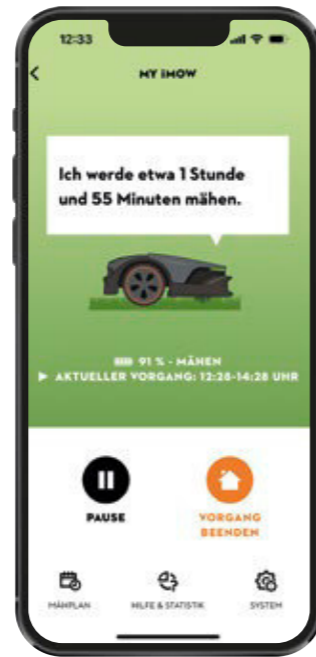 12:33
MY iMOW
Ich werde etwa 1 Stunde
und 55 Minuten mähen.
91 % - MÄHEN
AKTUELLER VORGANG: 12:28-14:28 UHR
PAUSE
VORGANG
BEENDEN
MÄHPLAN
HILFE & STATISTIK
SYSTEM